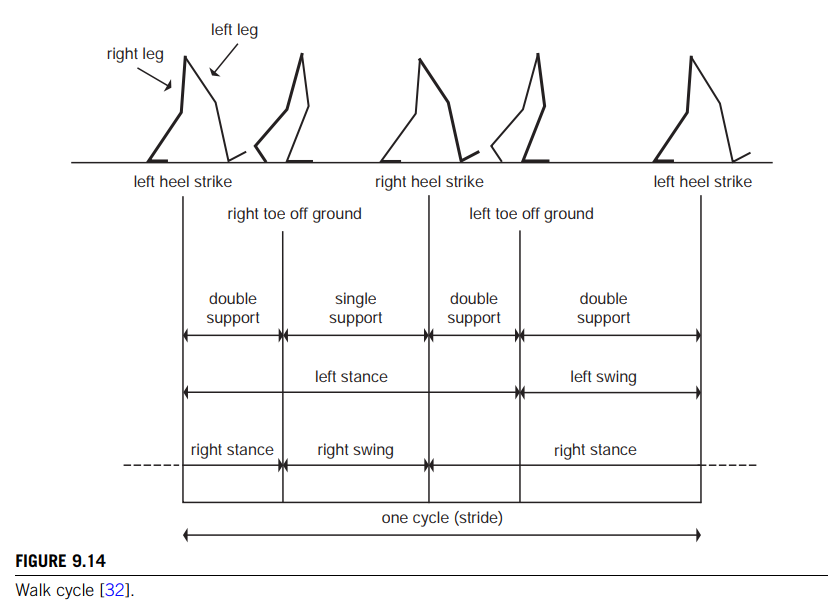 left leg
right leg
left heel strike
right heel strike
left heel strike
right toe off ground
left toe off ground
double
support
single
support
double
support
double
support
left stance
left swing
right stance
right swing
right stance
one cycle (stride)
FIGURE 9.14
Walk cycle [32].